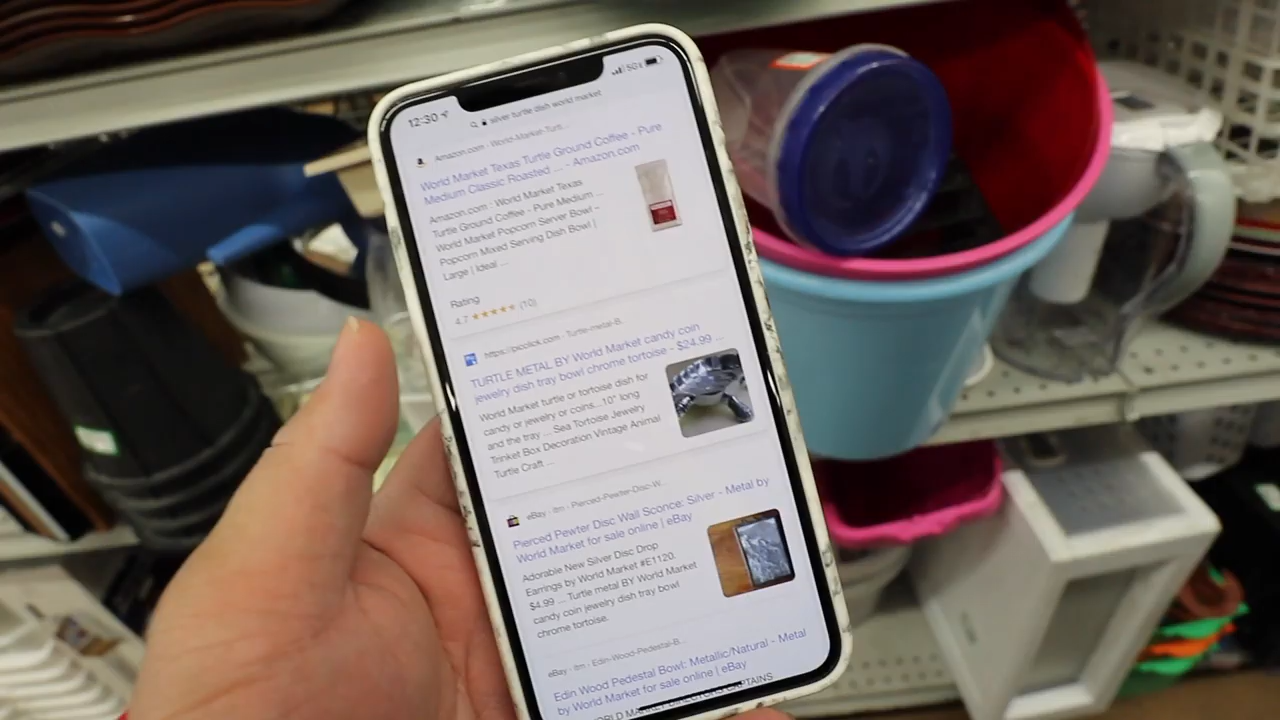 12:30
5G
silver turtle dish world market
Amazon.com › World-Market-Turt...
World Market Texas Turtle Ground Coffee - Pure
Medium Classic Roasted ... - Amazon.com
Amazon.com : World Market Texas
Turtle Ground Coffee - Pure Medium ...
World Market Popcorn Server Bowl –
Popcorn Mixed Serving Dish Bowl |
Large | Ideal ...
Rating
4.7 ★★★★★ (10)
https://picclick.com › Turtle-metal-B...
TURTLE METAL BY World Market candy coin
jewelry dish tray bowl chrome tortoise - $24.99 ...
World Market turtle or tortoise dish for
candy or jewelry or coins...10" long
and the tray ... Sea Tortoise Jewelry
Trinket Box Decoration Vintage Animal
Turtle Craft ...
eBay › itm › Pierced-Pewter-Disc-W...
Pierced Pewter Disc Wall Sconce: Silver - Metal by
World Market for sale online | eBay
Adorable New Silver Disc Drop
Earrings by World Market #E1120.
$4.99 ... Turtle metal BY World Market
candy coin jewelry dish tray bowl
chrome tortoise.
eBay › itm › Edin-Wood-Pedestal-B...
Edin Wood Pedestal Bowl: Metallic/Natural - Metal
by World Market for sale online | eBay